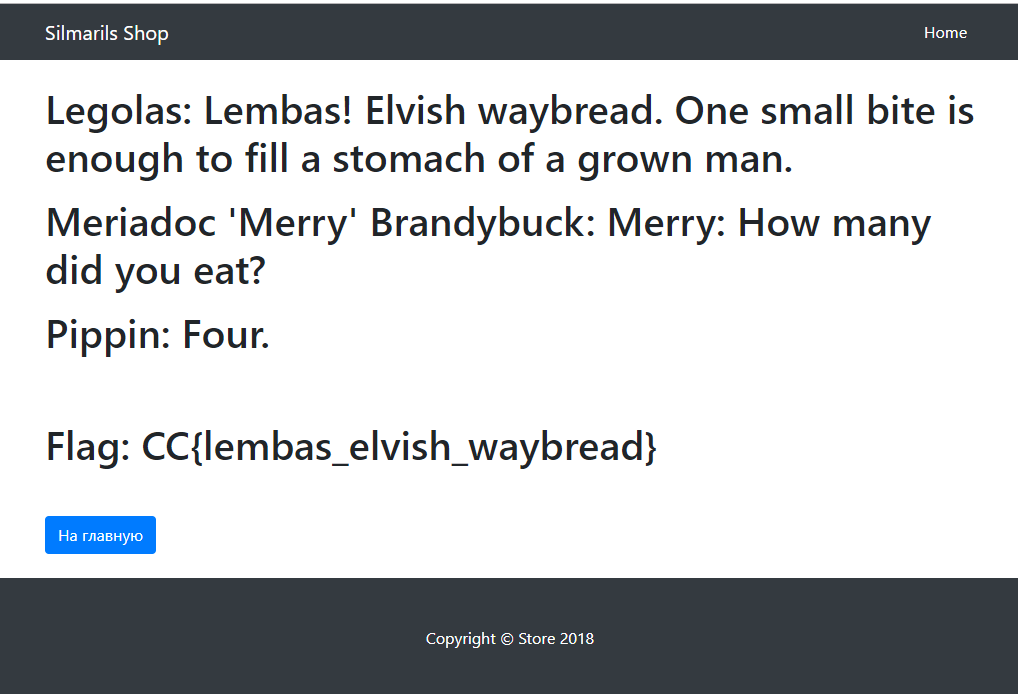 Silmarils Shop
Home
Legolas: Lembas! Elvish waybread. One small bite is
enough to fill a stomach of a grown man.
Meriadoc 'Merry' Brandybuck: Merry: How many
did you eat?
Pippin: Four.
Flag: CC{lembas_elvish_waybread}
На главную
Copyright © Store 2018